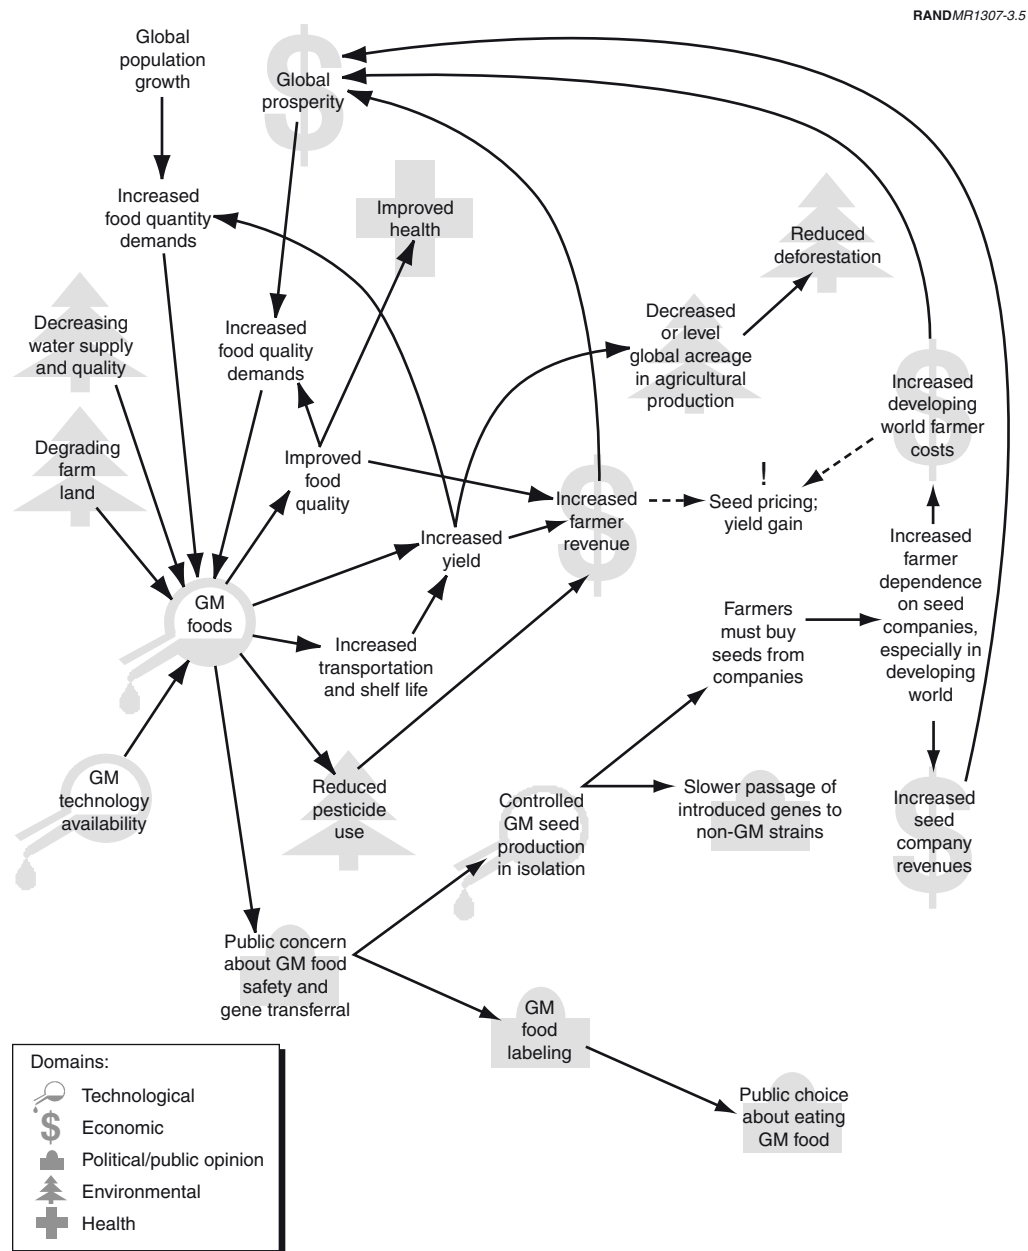 RANDMR1307-3.5
Global
population
growth
Global
prosperity
Increased
food quantity
demands
Improved
health
Reduced
deforestation
Decreasing
water supply
and quality
Increased
food quality
demands
Decreased
or level
global acreage
in agricultural
production
Increased
developing
world farmer
costs
Degrading
farm
land
Improved
food
quality
Increased
yield
Increased
farmer
revenue
!
Seed pricing;
yield gain
Increased
farmer
dependence
on seed
companies,
especially in
developing
world
GM
foods
Increased
transportation
and shelf life
Farmers
must buy
seeds from
companies
GM
technology
availability
Reduced
pesticide
use
Controlled
GM seed
production
in isolation
Slower passage of
introduced genes to
non-GM strains
Increased
seed
company
revenues
Public concern
about GM food
safety and
gene transferral
GM
food
labeling
Public choice
about eating
GM food
Domains:
Technological
$ Economic
Political/public opinion
Environmental
Health